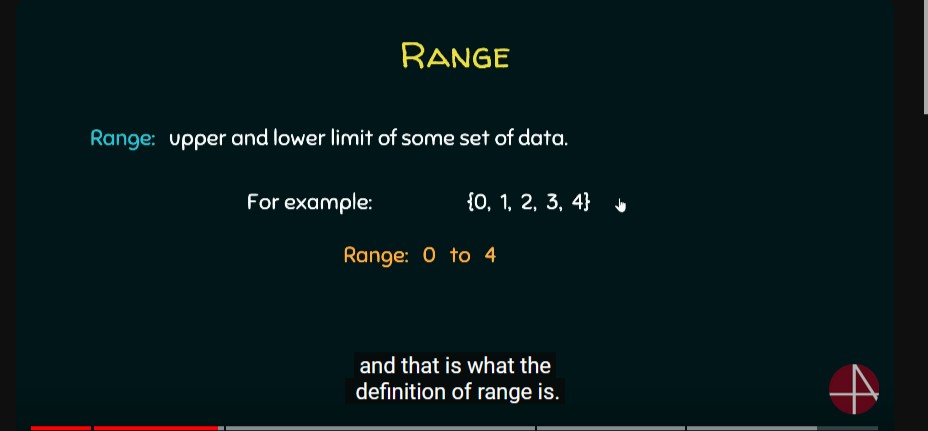 RANGE
Range: upper and lower limit of some set of data.
For example: {0, 1, 2, 3, 4}
Range: 0 to 4
and that is what the
definition of range is.